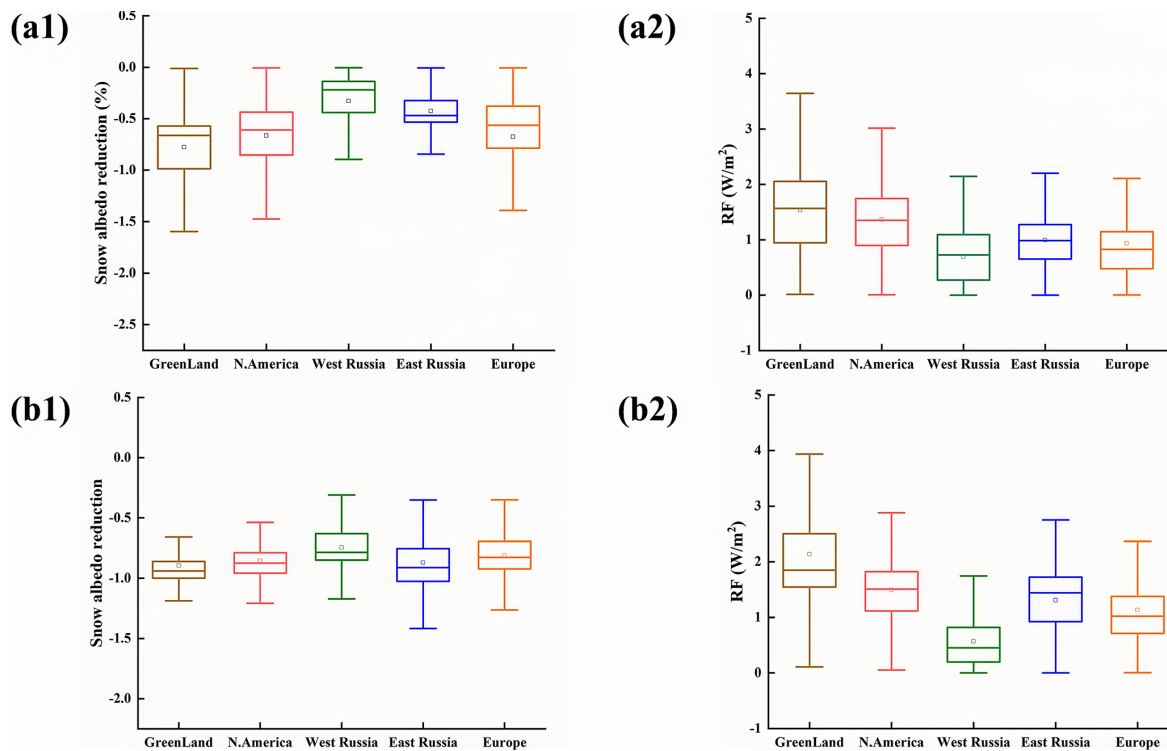 (a1)
Snow albedo reduction (%)
0.5
0.0
-0.5
-1.0
-1.5
-2.0
-2.5
GreenLand N.America West Russia East Russia Europe
(a2)
RF (W/m²)
5
4
3
2
1
0
-1
GreenLand N.America West Russia East Russia Europe
(b1)
Snow albedo reduction
0.5
0.0
-0.5
-1.0
-1.5
-2.0
GreenLand N.America West Russia East Russia Europe
(b2)
RF (W/m²)
5
4
3
2
1
0
-1
GreenLand N.America West Russia East Russia Europe